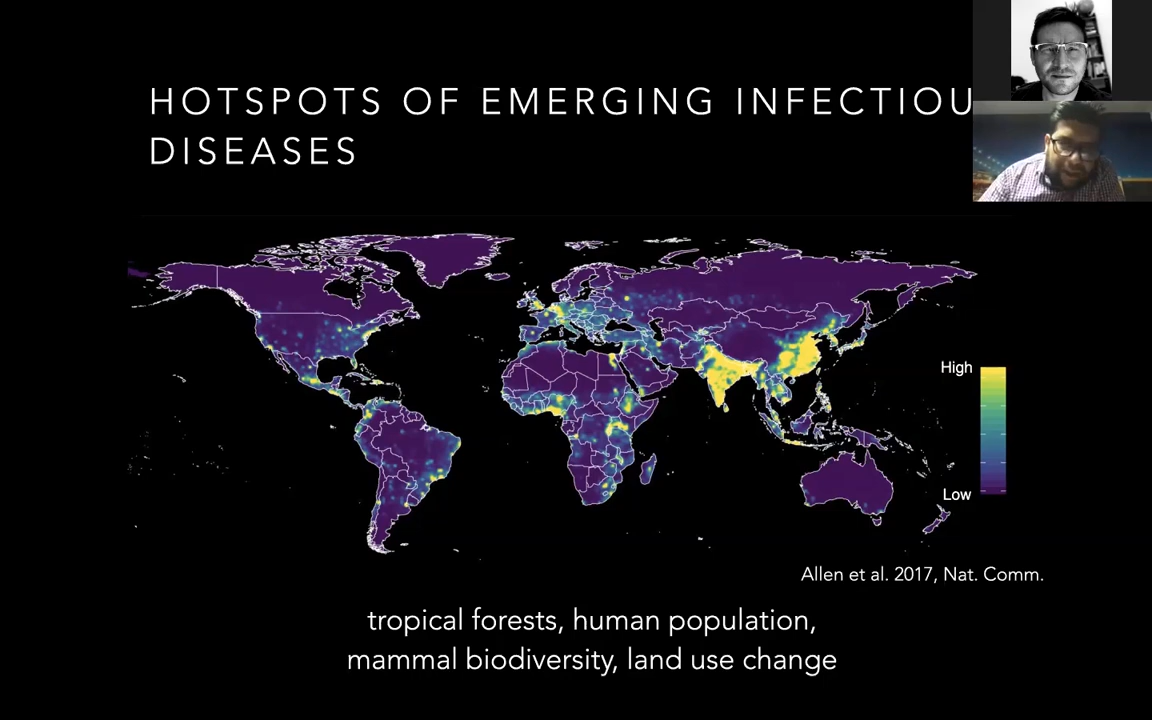 HOTSPOTS OF EMERGING INFECTIOU
DISEASES
High
Low
Allen et al. 2017, Nat. Comm.
tropical forests, human population,
mammal biodiversity, land use change